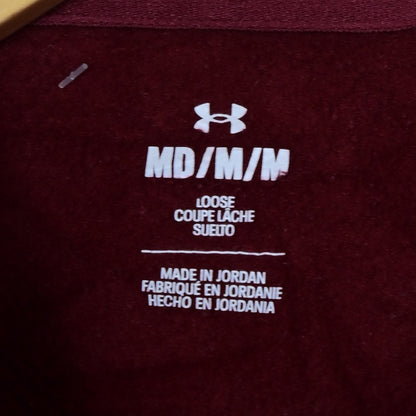 MD/M/M
LOOSE
COUPE LÂCHE
SUELTO
MADE IN JORDAN
FABRIQUÉ EN JORDANIE
HECHO EN JORDANIA